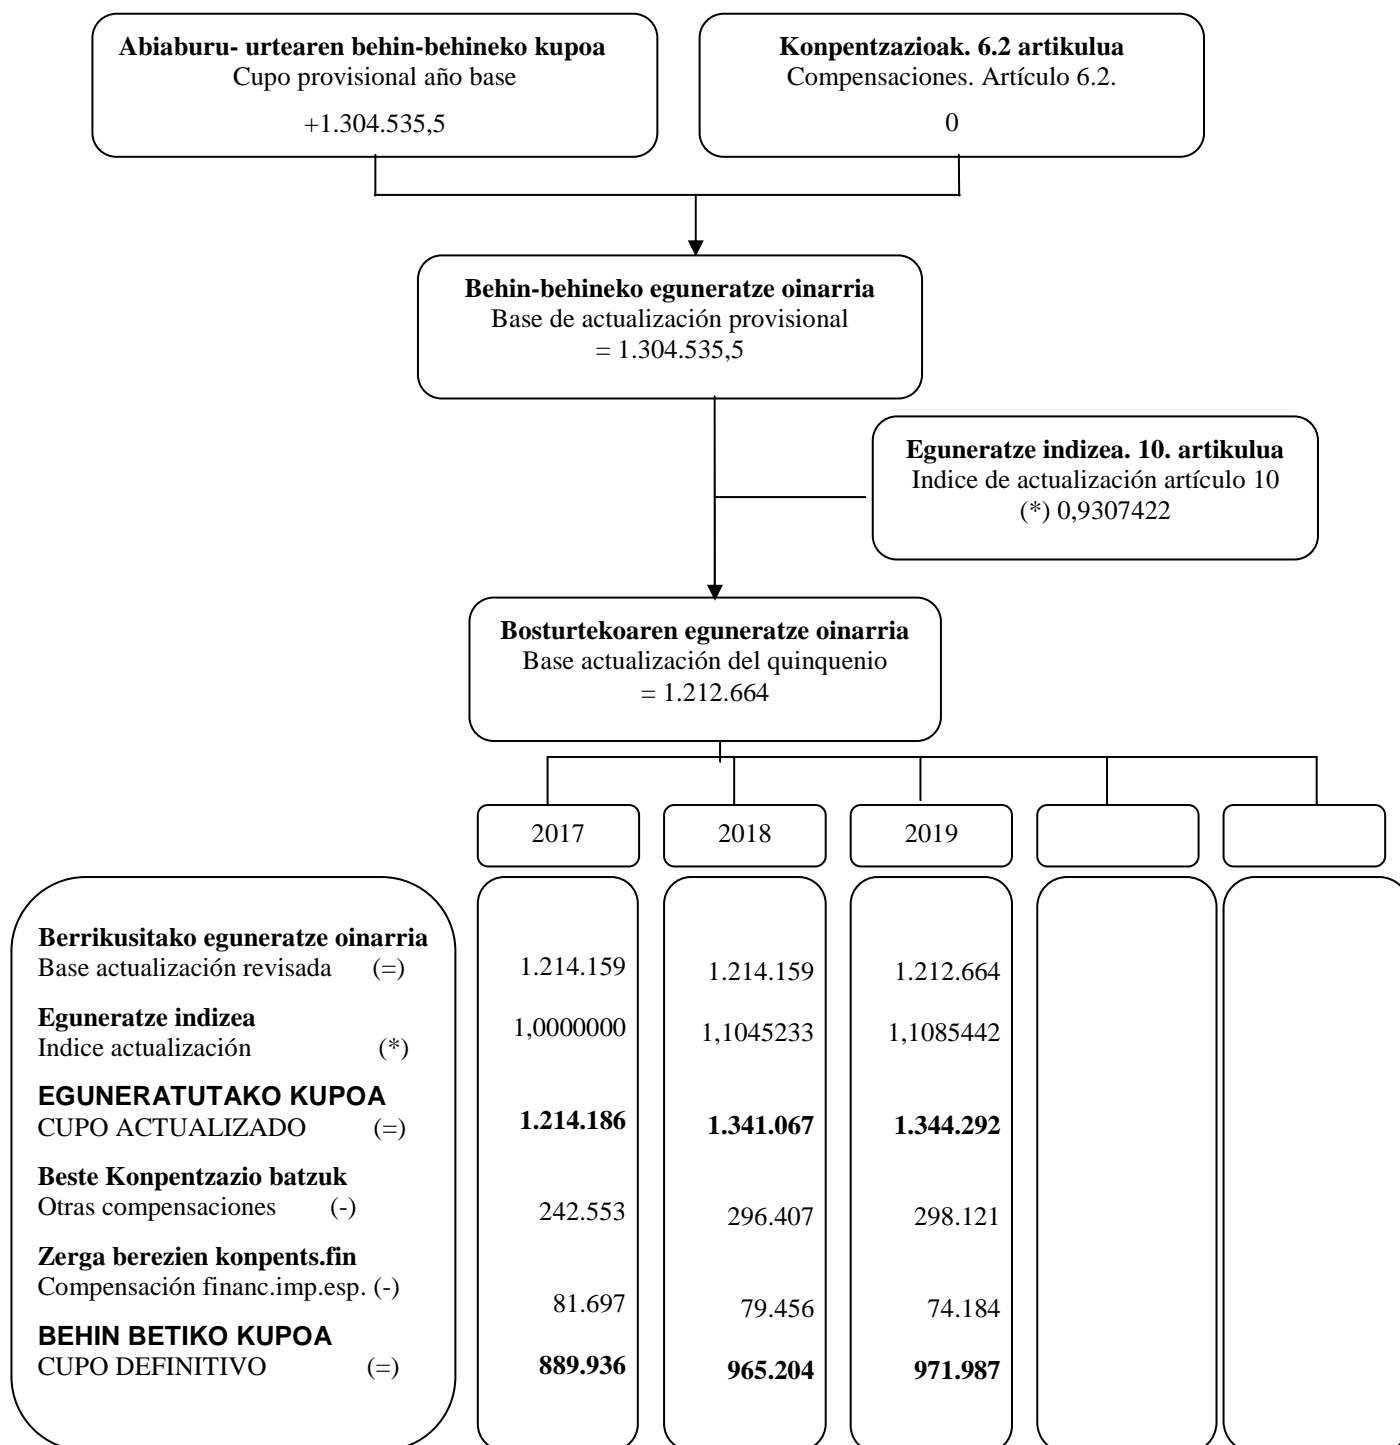 Abiaburu- urtearen behin-behineko kupoa
Cupo provisional año base
+1.304.535,5
Konpentzazioak. 6.2 artikulua
Compensaciones. Artículo 6.2.
0
Behin-behineko eguneratze oinarria
Base de actualización provisional
= 1.304.535,5
Eguneratze indizea. 10. artikulua
Indice de actualización artículo 10
(*) 0,9307422
Bosturtekoaren eguneratze oinarria
Base actualización del quinquenio
= 1.212.664
2017 2018 2019
Berrikusitako eguneratze oinarria
Base actualización revisada (=) 1.214.159 1.214.159 1.212.664
Eguneratze indizea
Indice actualización (*) 1,0000000 1,1045233 1,1085442
EGUNERATUTAKO KUPOA
CUPO ACTUALIZADO (=) 1.214.186 1.341.067 1.344.292
Beste Konpentzazio batzuk
Otras compensaciones (-) 242.553 296.407 298.121
Zerga berezien konpents.fin
Compensación financ.imp.esp. (-) 81.697 79.456 74.184
BEHIN BETIKO KUPOA
CUPO DEFINITIVO (=) 889.936 965.204 971.987